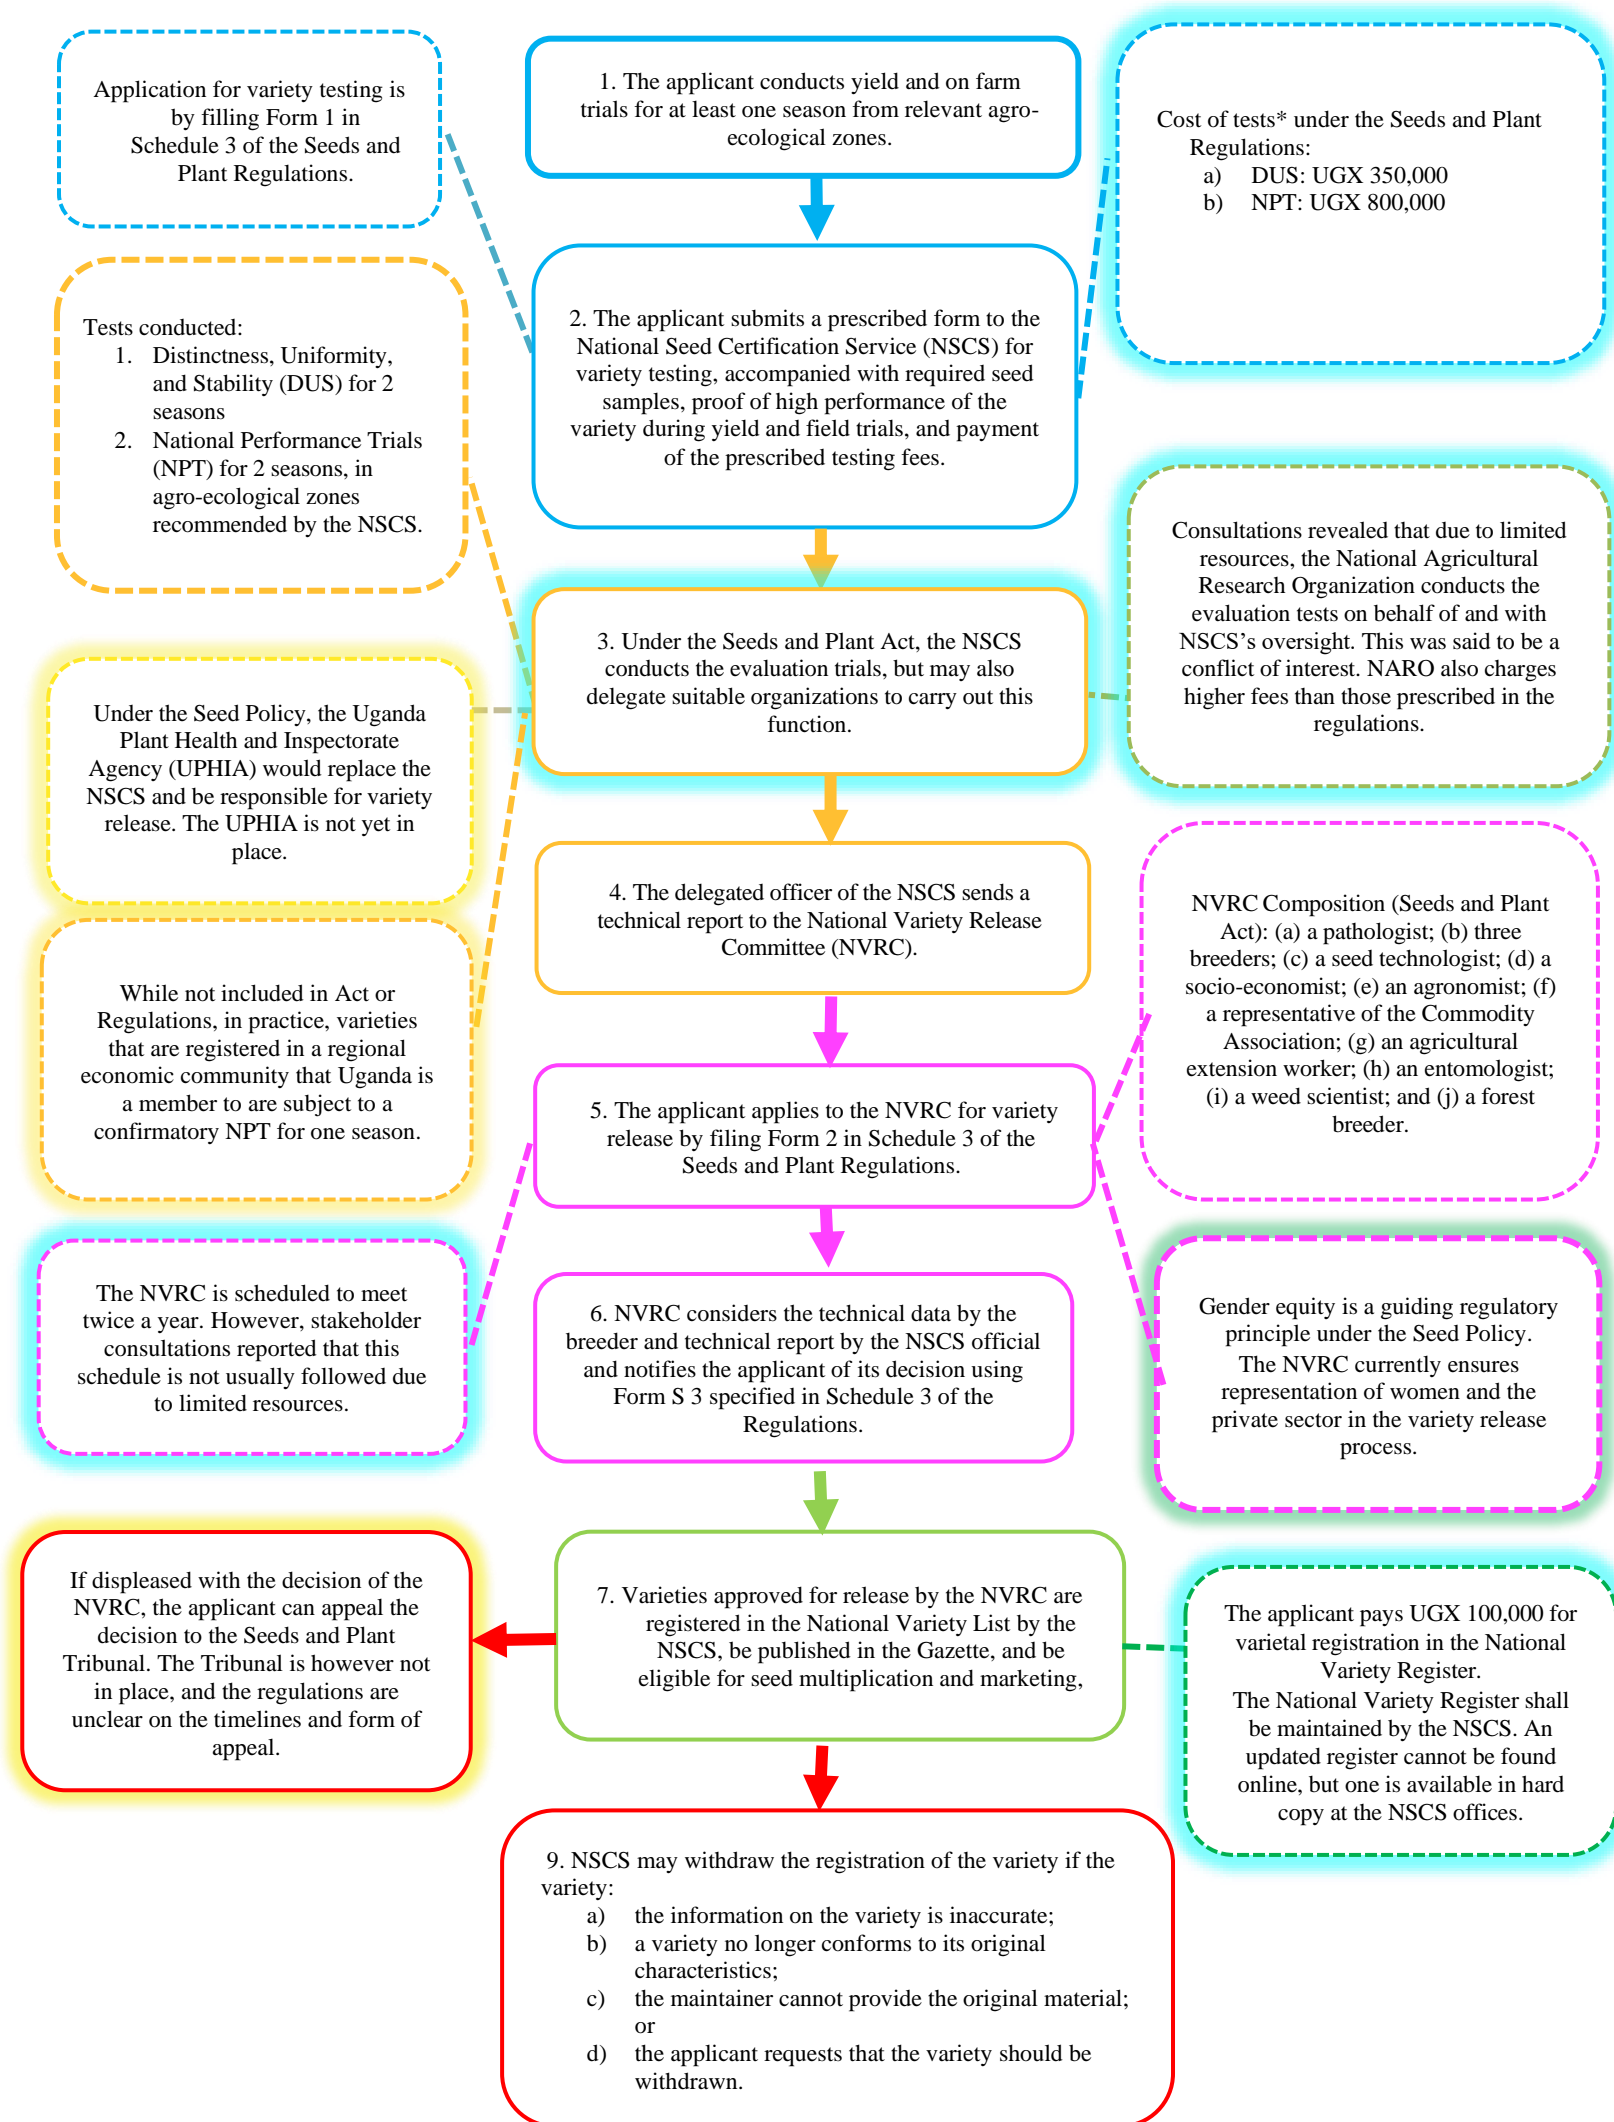 Application for variety testing is
by filling Form 1 in
Schedule 3 of the Seeds and
Plant Regulations.
1. The applicant conducts yield and on farm
trials for at least one season from relevant agro-
ecological zones.
Cost of tests* under the Seeds and Plant
Regulations:
a) DUS: UGX 350,000
b) NPT: UGX 800,000
Tests conducted:
1. Distinctness, Uniformity,
and Stability (DUS) for 2
seasons
2. National Performance Trials
(NPT) for 2 seasons, in
agro-ecological zones
recommended by the NSCS.
2. The applicant submits a prescribed form to the
National Seed Certification Service (NSCS) for
variety testing, accompanied with required seed
samples, proof of high performance of the
variety during yield and field trials, and payment
of the prescribed testing fees.
Consultations revealed that due to limited
resources, the National Agricultural
Research Organization conducts the
evaluation tests on behalf of and with
NSCS's oversight. This was said to be a
conflict of interest. NARO also charges
higher fees than those prescribed in the
regulations.
3. Under the Seeds and Plant Act, the NSCS
conducts the evaluation trials, but may also
delegate suitable organizations to carry out this
function.
Under the Seed Policy, the Uganda
Plant Health and Inspectorate
Agency (UPHIA) would replace the
NSCS and be responsible for variety
release. The UPHIA is not yet in
place.
4. The delegated officer of the NSCS sends a
technical report to the National Variety Release
Committee (NVRC).
NVRC Composition (Seeds and Plant
Act): (a) a pathologist; (b) three
breeders; (c) a seed technologist; (d) a
socio-economist; (e) an agronomist; (f)
a representative of the Commodity
Association; (g) an agricultural
extension worker; (h) an entomologist;
(i) a weed scientist; and (j) a forest
breeder.
While not included in Act or
Regulations, in practice, varieties
that are registered in a regional
economic community that Uganda is
a member to are subject to a
confirmatory NPT for one season.
5. The applicant applies to the NVRC for variety
release by filing Form 2 in Schedule 3 of the
Seeds and Plant Regulations.
The NVRC is scheduled to meet
twice a year. However, stakeholder
consultations reported that this
schedule is not usually followed due
to limited resources.
6. NVRC considers the technical data by the
breeder and technical report by the NSCS official
and notifies the applicant of its decision using
Form S 3 specified in Schedule 3 of the
Regulations.
Gender equity is a guiding regulatory
principle under the Seed Policy.
The NVRC currently ensures
representation of women and the
private sector in the variety release
process.
If displeased with the decision of the
NVRC, the applicant can appeal the
decision to the Seeds and Plant
Tribunal. The Tribunal is however not
in place, and the regulations are
unclear on the timelines and form of
appeal.
7. Varieties approved for release by the NVRC are
registered in the National Variety List by the
NSCS, be published in the Gazette, and be
eligible for seed multiplication and marketing,
The applicant pays UGX 100,000 for
varietal registration in the National
Variety Register.
The National Variety Register shall
be maintained by the NSCS. An
updated register cannot be found
online, but one is available in hard
copy at the NSCS offices.
9. NSCS may withdraw the registration of the variety if the
variety:
a) the information on the variety is inaccurate;
b) a variety no longer conforms to its original
characteristics;
c) the maintainer cannot provide the original material;
or
d) the applicant requests that the variety should be
withdrawn.